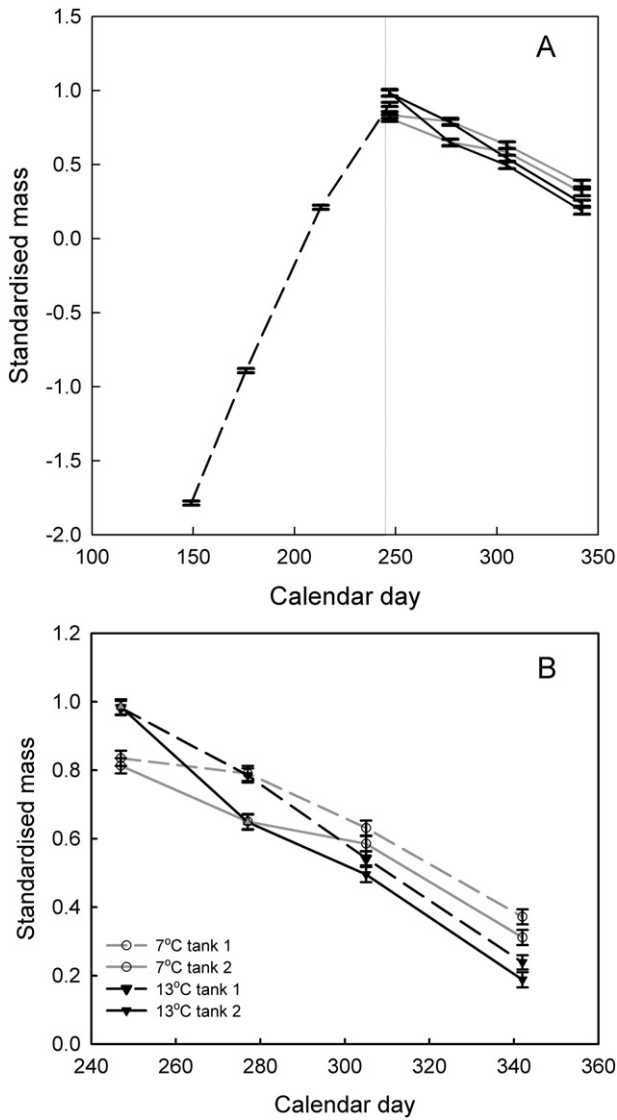 A
Standardised mass
1.5
1.0
0.5
0.0
-0.5
-1.0
-1.5
-2.0
100 150 200 250 300 350
Calendar day
B
Standardised mass
1.2
1.0
0.8
0.6
0.4
0.2
0.0
7°C tank 1
7°C tank 2
13°C tank 1
13°C tank 2
240 260 280 300 320 340 360
Calendar day